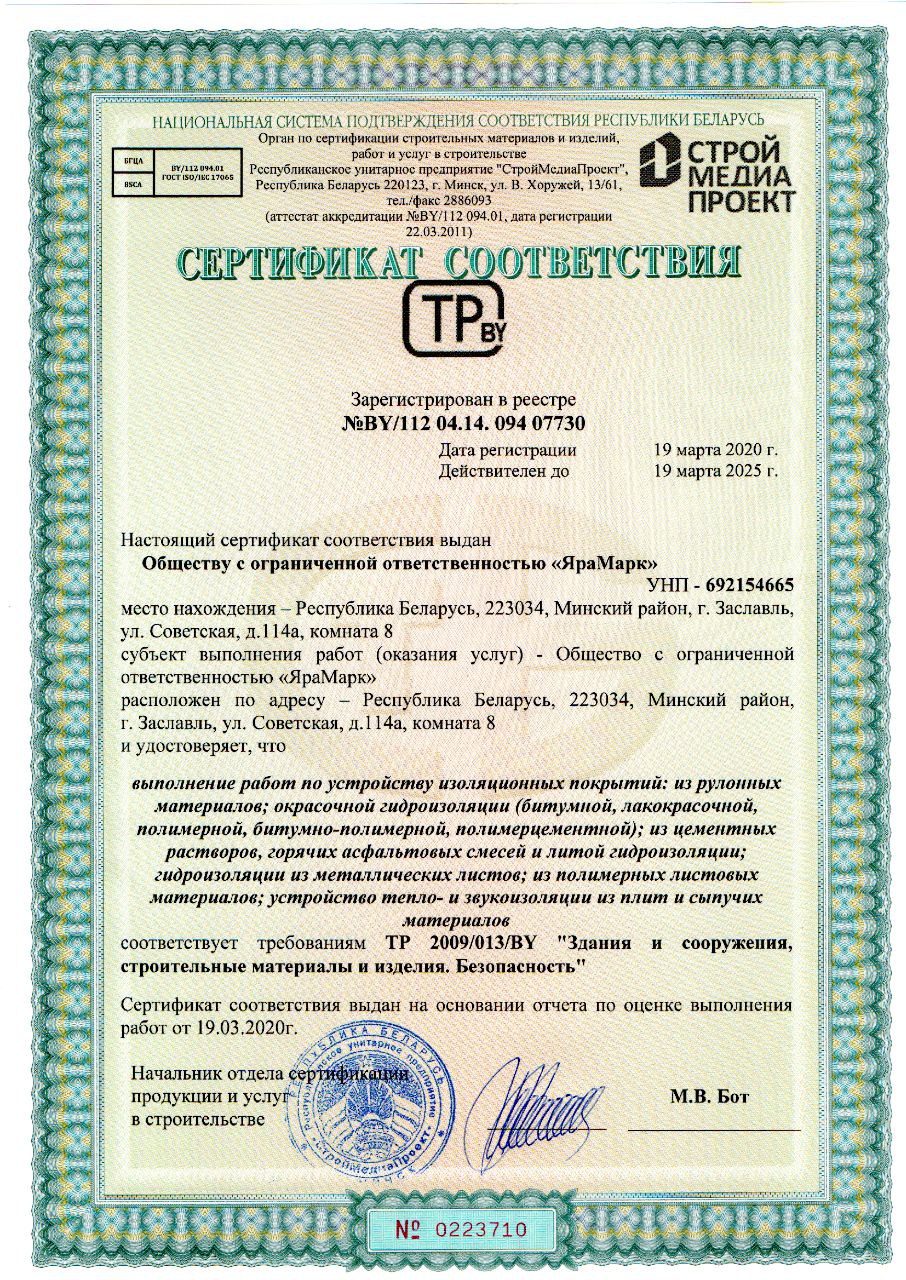 НАЦИОНАЛЬНАЯ СИСТЕМА ПОДТВЕРЖДЕНИЯ СООТВЕТСТВИЯ РЕСПУБЛИКИ БЕЛАРУСЬ
Орган по сертификации строительных материалов и изделий,
работ и услуг в строительстве
Республиканское унитарное предприятие "СтройМедиаПроект",
Республика Беларусь 220123, г. Минск, ул. В. Хоружей, 13/61,
тел./факс 2886093
(аттестат аккредитации №BY/112 094.01, дата регистрации
22.03.2011)
БГЦА
BSCA
BY/112 094.01
ГОСТ ISO/IEC 17065
СТРОЙ
МЕДИА
ПРОЕКТ
СЕРТИФИКАТ СООТВЕТСТВИЯ
ТР BY
Зарегистрирован в реестре
№BY/112 04.14. 094 07730
Дата регистрации 19 марта 2020 г.
Действителен до 19 марта 2025 г.
Настоящий сертификат соответствия выдан
Обществу с ограниченной ответственностью «ЯраМарк»
УНП - 692154665
место нахождения – Республика Беларусь, 223034, Минский район, г. Заславль,
ул. Советская, д.114а, комната 8
субъект выполнения работ (оказания услуг) - Общество с ограниченной
ответственностью «ЯраМарк»
расположен по адресу – Республика Беларусь, 223034, Минский район,
г. Заславль, ул. Советская, д.114а, комната 8
и удостоверяет, что
выполнение работ по устройству изоляционных покрытий: из рулонных
материалов; окрасочной гидроизоляции (битумной, лакокрасочной,
полимерной, битумно-полимерной, полимерцементной); из цементных
растворов, горячих асфальтовых смесей и литой гидроизоляции;
гидроизоляции из металлических листов; из полимерных листовых
материалов; устройство тепло- и звукоизоляции из плит и сыпучих
материалов
соответствует требованиям ТР 2009/013/BY "Здания и сооружения,
строительные материалы и изделия. Безопасность"
Сертификат соответствия выдан на основании отчета по оценке выполнения
работ от 19.03.2020г.
Начальник отдела сертификации
продукции и услуг
в строительстве
М.В. Бот
РЕСПУБЛИКА БЕЛАРУСЬ
Республиканское унитарное предприятие
«СтройМедиаПроект»
№ 0223710